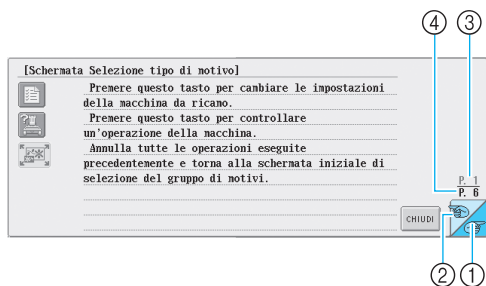 ④ ③
[Schermata Selezione tipo di motivo]
Premere questo tasto per cambiare le impostazioni
della macchina da ricamo.
Premere questo tasto per controllare
un'operazione della macchina.
Annulla tutte le operazioni eseguite
precedentemente e torna alla schermata iniziale di
selezione del gruppo di motivi.
P. 1
P. 6
CHIUDI
② ①